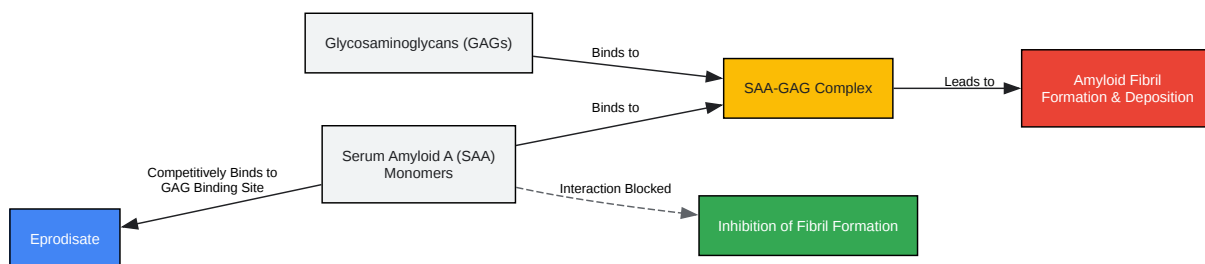 Glycosaminoglycans (GAGs)
Binds to
SAA-GAG Complex
Leads to
Amyloid Fibril
Formation & Deposition
Binds to
Serum Amyloid A (SAA)
Monomers
Competitively Binds to
GAG Binding Site
Interaction Blocked
Eprodisate
Inhibition of Fibril Formation